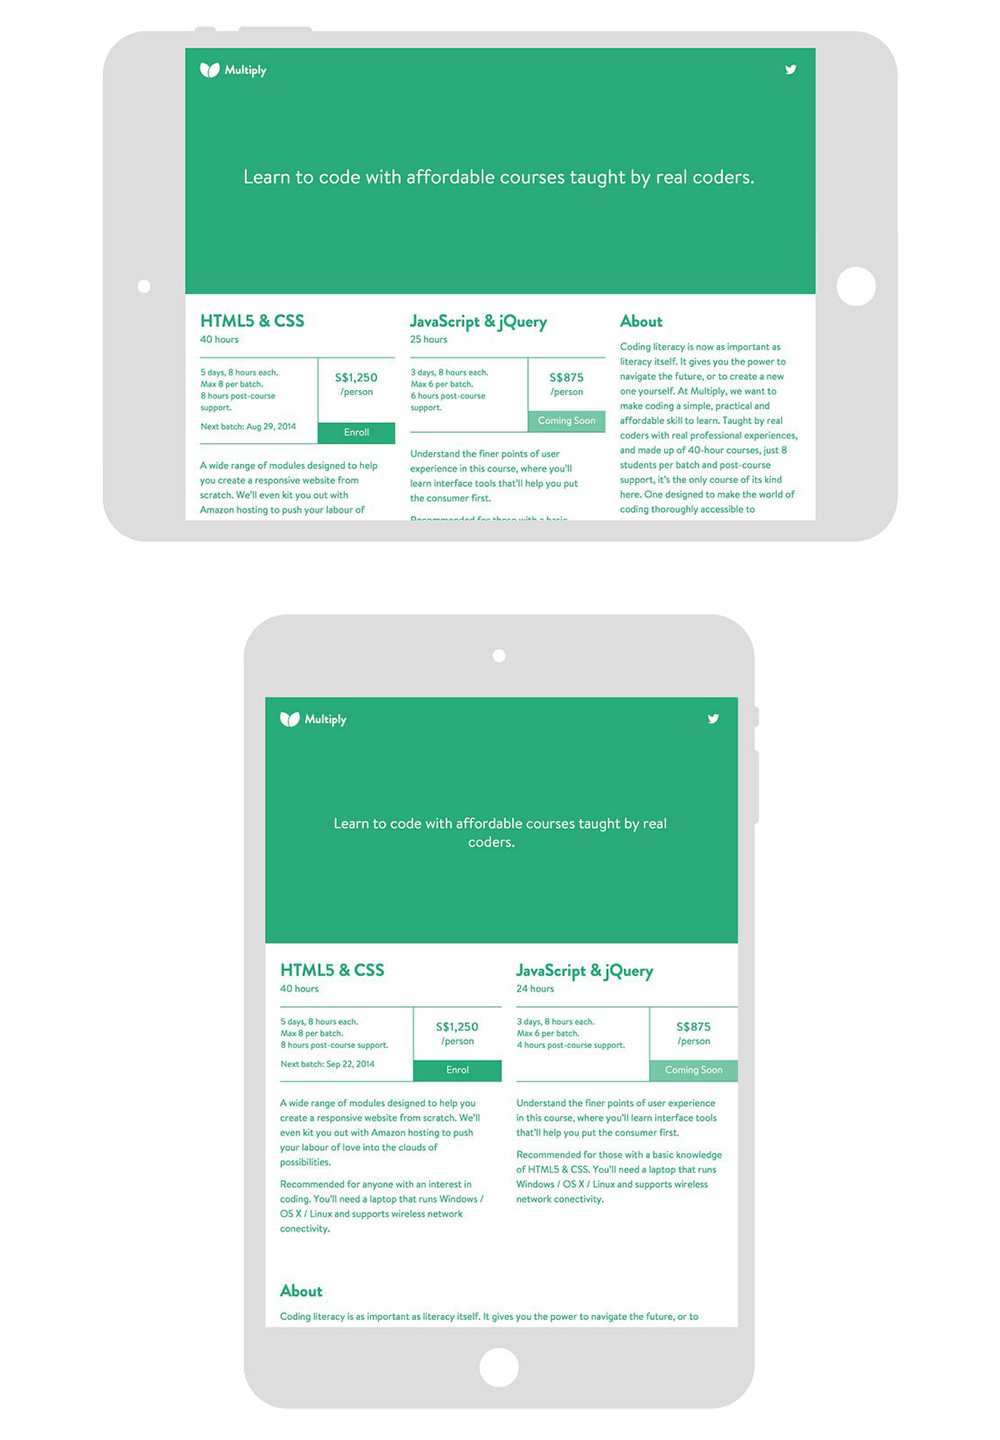 Multiply
Learn to code with affordable courses taught by real coders.
HTML5 & CSS
40 hours
5 days, 8 hours each.
Max 8 per batch.
8 hours post-course
support.
Next batch: Aug 29, 2014
S$1,250
/person
Enroll
A wide range of modules designed to help
you create a responsive website from
scratch. We'll even kit you out with
Amazon hosting to push your labour of
JavaScript & jQuery
25 hours
3 days, 8 hours each.
Max 6 per batch.
6 hours post-course
support.
S$875
/person
Coming Soon
Understand the finer points of user
experience in this course, where you'll
learn interface tools that'll help you put
the consumer first.
Recommended for those with a basic
About
Coding literacy is now as important as
literacy itself. It gives you the power to
navigate the future, or to create a new
one yourself. At Multiply, we want to
make coding a simple, practical and
affordable skill to learn. Taught by real
coders with real professional experiences,
and made up of 40-hour courses, just 8
students per batch and post-course
support, it's the only course of its kind
here. One designed to make the world of
coding thoroughly accessible to
Multiply
Learn to code with affordable courses taught by real
coders.
HTML5 & CSS
40 hours
5 days, 8 hours each.
Max 8 per batch.
8 hours post-course support.
Next batch: Sep 22, 2014
S$1,250
/person
Enrol
A wide range of modules designed to help you
create a responsive website from scratch. We'll
even kit you out with Amazon hosting to push
your labour of love into the clouds of
possibilities.
Recommended for anyone with an interest in
coding. You'll need a laptop that runs Windows /
OS X / Linux and supports wireless network
conectivity.
JavaScript & jQuery
24 hours
3 days, 8 hours each.
Max 6 per batch.
4 hours post-course support.
S$875
/person
Coming Soon
Understand the finer points of user experience
in this course, where you'll learn interface tools
that'll help you put the consumer first.
Recommended for those with a basic knowledge
of HTML5 & CSS. You'll need a laptop that runs
Windows / OS X / Linux and supports wireless
network conectivity.
About
Coding literacy is as important as literacy itself. It gives you the power to navigate the future, or to